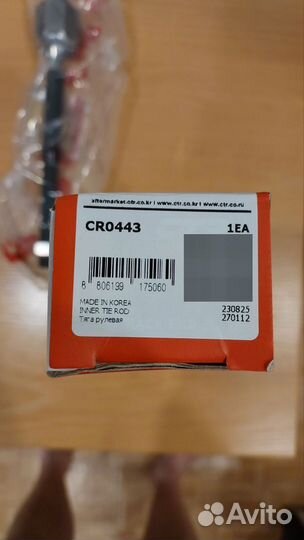 aftermarket.ctr.co.kr | www.ctr.co.kr | www.ctr.co.ru
CR0443 1EA
8 806199 175060
MADE IN KOREA
INNER TIE ROD
Тяга рулевая
230825
270112
Avito